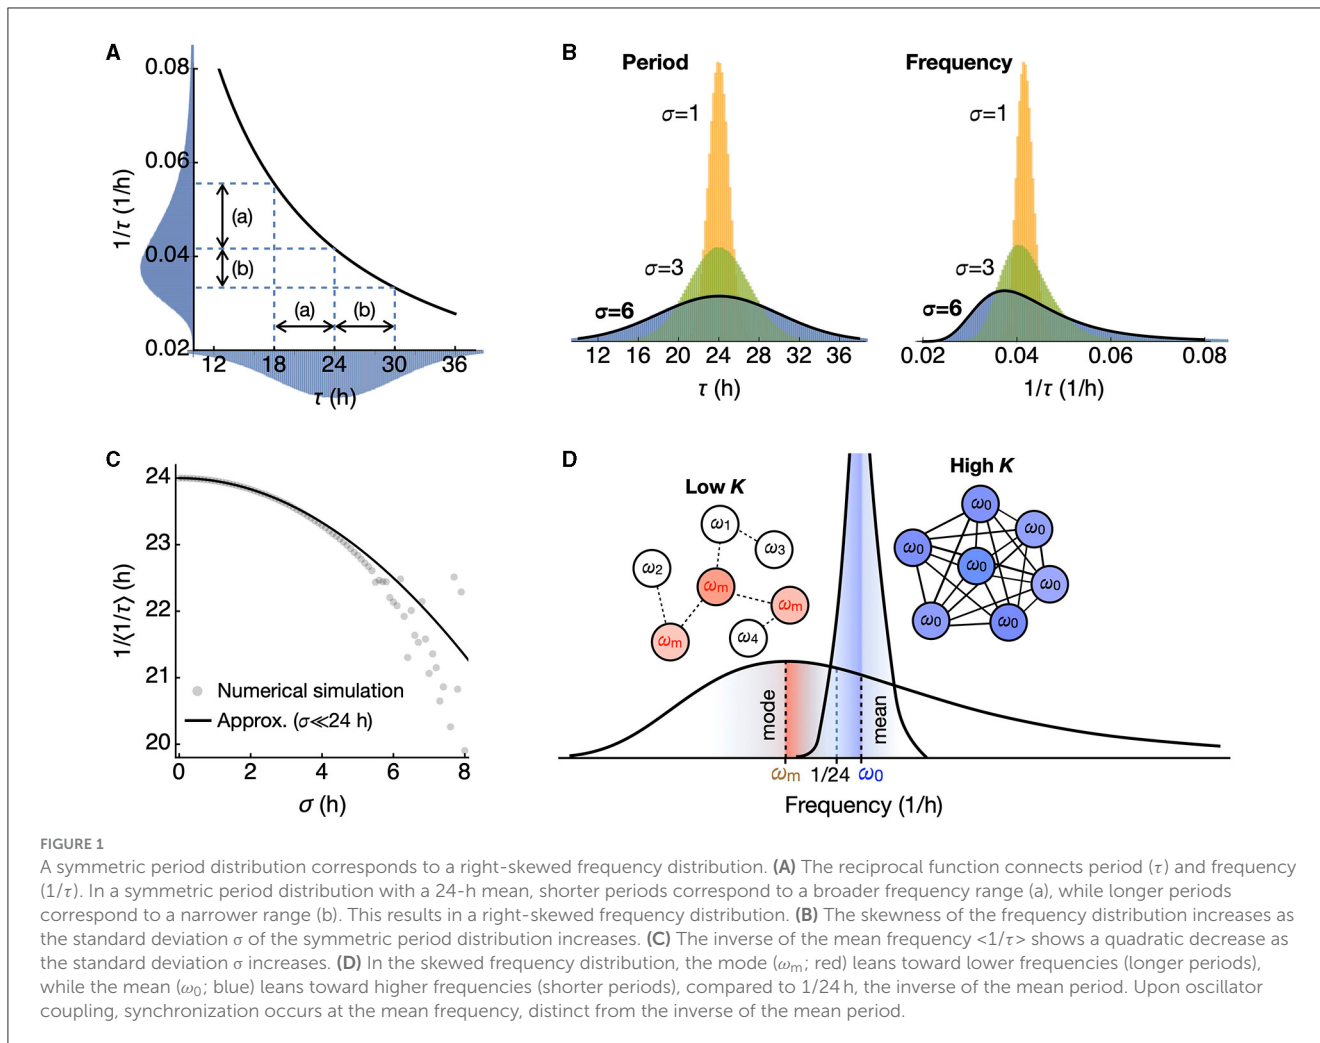 A
0.08
0.06
0.04
0.02
1/τ (1/h)
(a)
(b)
(a)
(b)
12 18 24 30 36
τ (h)
B
Period
σ=1
σ=3
σ=6
12 16 20 24 28 32 36
τ (h)
Frequency
σ=1
σ=3
σ=6
0.02 0.04 0.06 0.08
1/τ (1/h)
C
24
23
22
21
20
1/⟨1/τ⟩ (h)
Numerical simulation
Approx. (σ≪24 h)
0 2 4 6 8
σ (h)
D
Low K
ω1
ω3
ω2
ωm
ωm
ωm
ω4
High K
ω0
ω0
ω0
ω0
ω0
ω0
ω0
mode
mean
ωm 1/24 ω0
Frequency (1/h)
FIGURE 1
A symmetric period distribution corresponds to a right-skewed frequency distribution. (A) The reciprocal function connects period (τ) and frequency
(1/τ). In a symmetric period distribution with a 24-h mean, shorter periods correspond to a broader frequency range (a), while longer periods
correspond to a narrower range (b). This results in a right-skewed frequency distribution. (B) The skewness of the frequency distribution increases as
the standard deviation σ of the symmetric period distribution increases. (C) The inverse of the mean frequency <1/τ> shows a quadratic decrease as
the standard deviation σ increases. (D) In the skewed frequency distribution, the mode (ωm; red) leans toward lower frequencies (longer periods),
while the mean (ω0; blue) leans toward higher frequencies (shorter periods), compared to 1/24 h, the inverse of the mean period. Upon oscillator
coupling, synchronization occurs at the mean frequency, distinct from the inverse of the mean period.